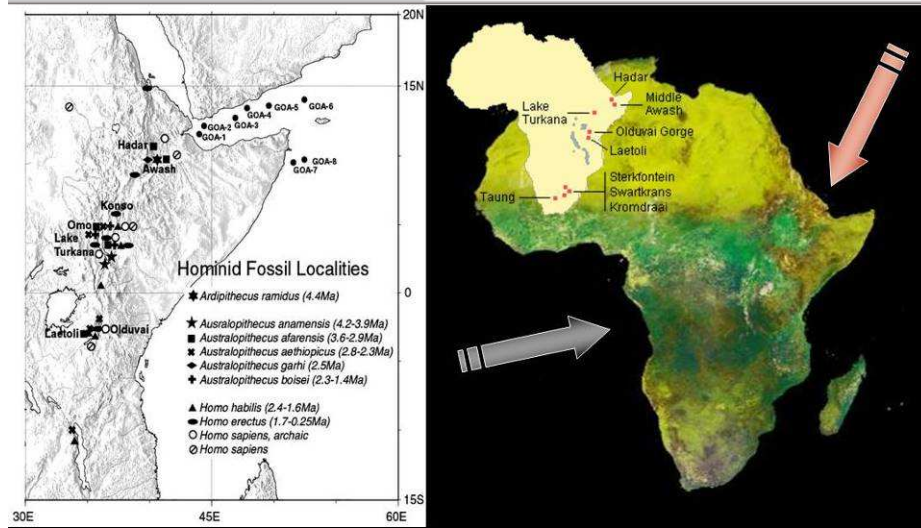 20N
15N
GOA-6
GOA-5
GOA-4
GOA-3
GOA-2
GOA-1
GOA-8
GOA-7
Hadar
Awash
Konso
Omo
Lake
Turkana
Olduvai
Laetoli
0
15S
30E
45E
60E
Hominid Fossil Localities
Ardipithecus ramidus (4.4Ma)
Ausralopithecus anamensis (4.2-3.9Ma)
Australopithecus afarensis (3.6-2.9Ma)
Australopithecus aethiopicus (2.8-2.3Ma)
Australopithecus garhi (2.5Ma)
Australopithecus boisei (2.3-1.4Ma)
Homo habilis (2.4-1.6Ma)
Homo erectus (1.7-0.25Ma)
Homo sapiens, archaic
Homo sapiens
Hadar
Middle
Awash
Lake
Turkana
Olduvai Gorge
Laetoli
Sterkfontein
Swartkrans
Kromdraai
Taung